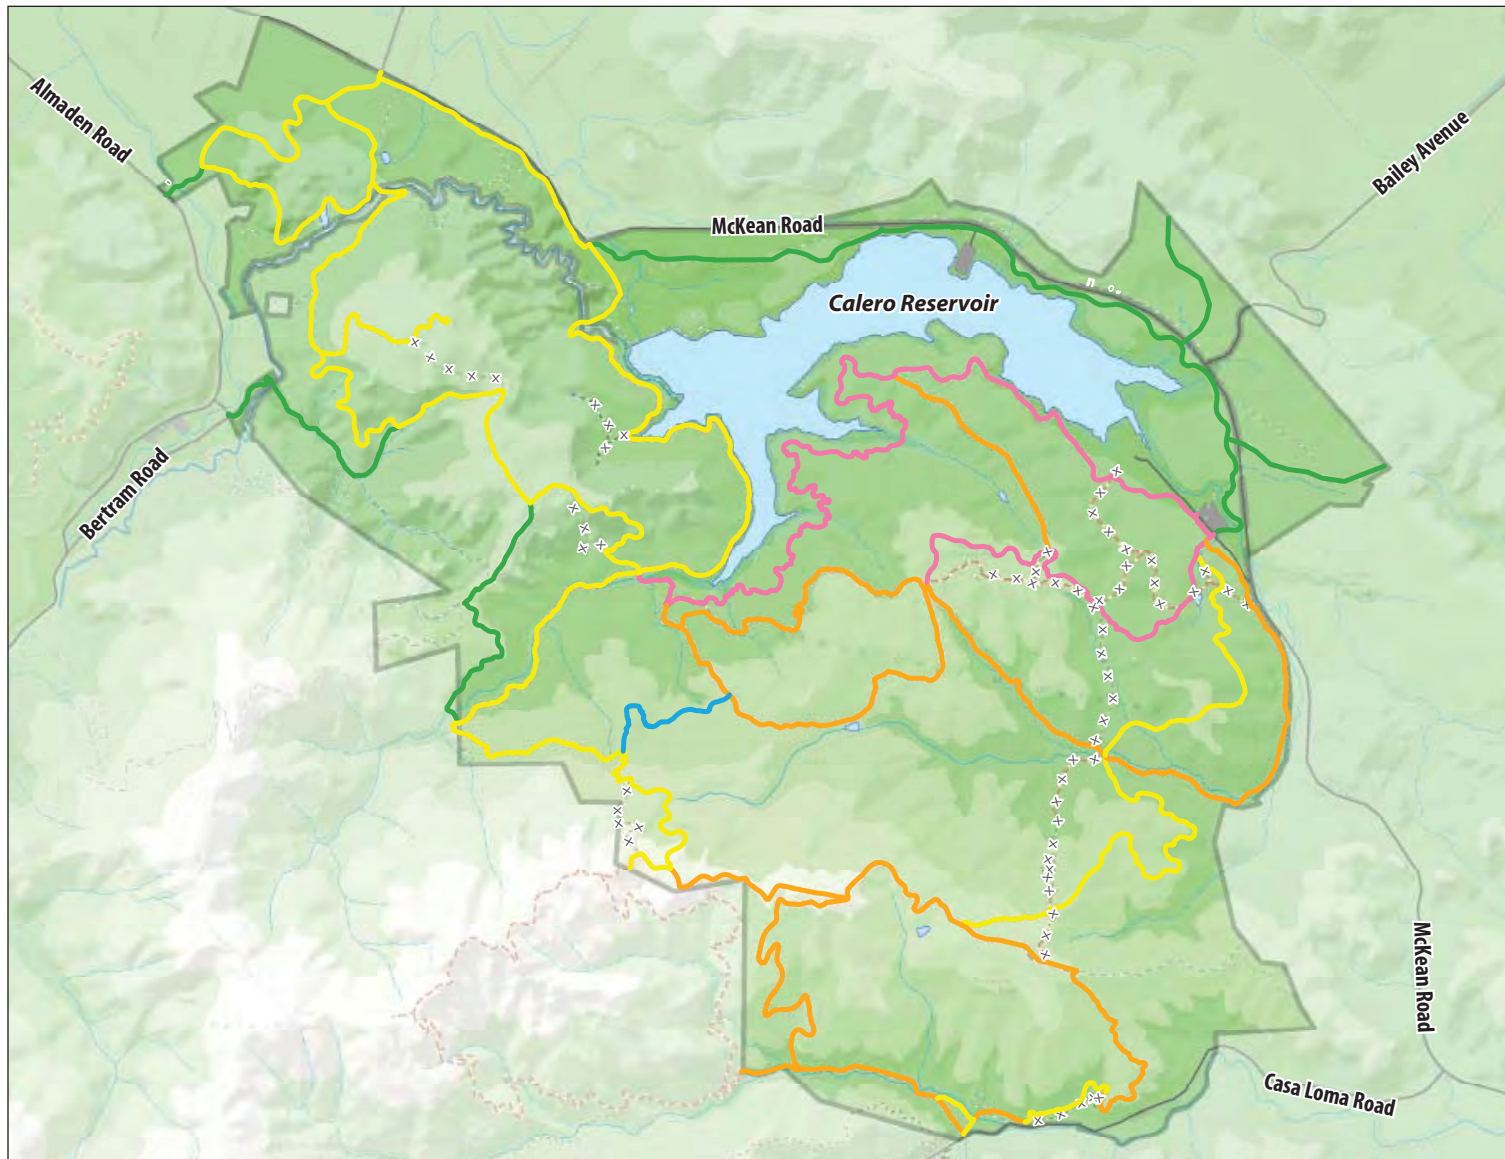 Almaden Road
Bailey Avenue
McKean Road
Calero Reservoir
Bertram Road
McKean Road
Casa Loma Road